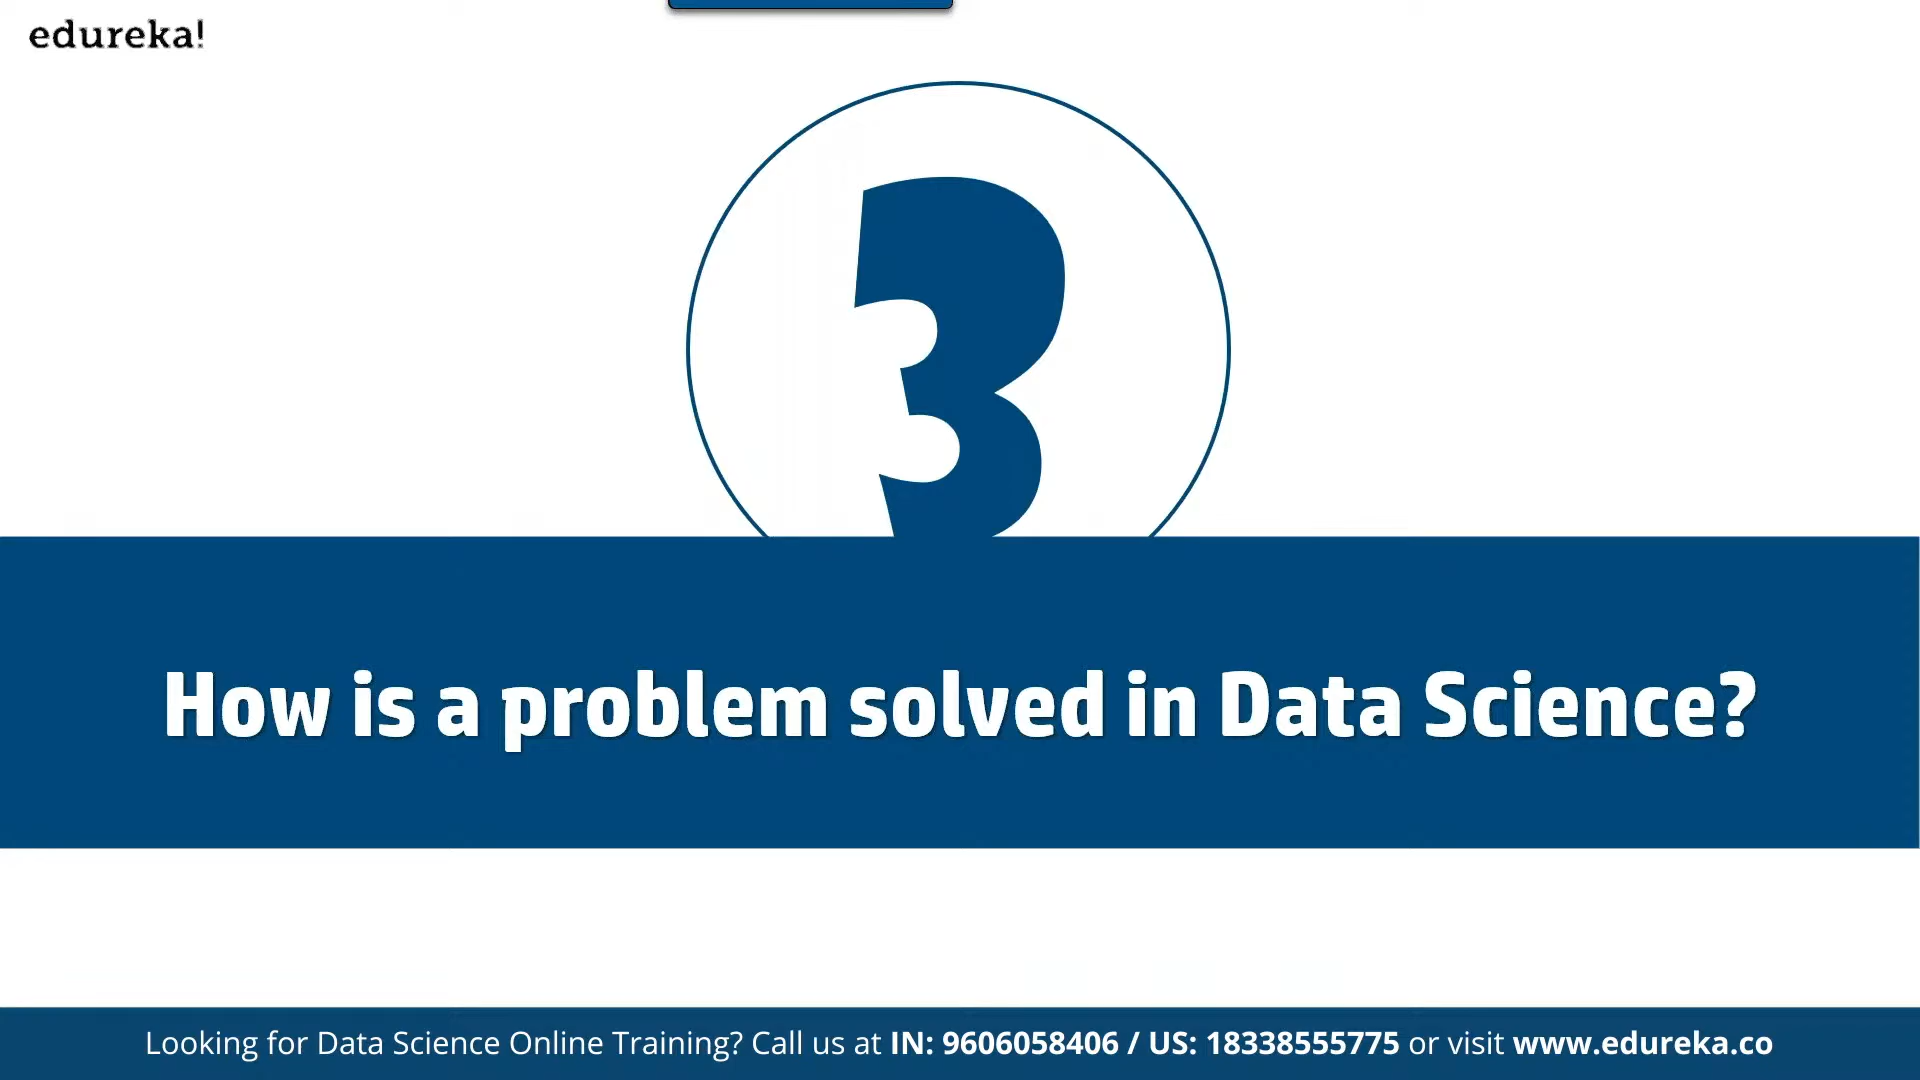 edureka!
3
How is a problem solved in Data Science?
Looking for Data Science Online Training? Call us at IN: 9606058406 / US: 18338555775 or visit www.edureka.co